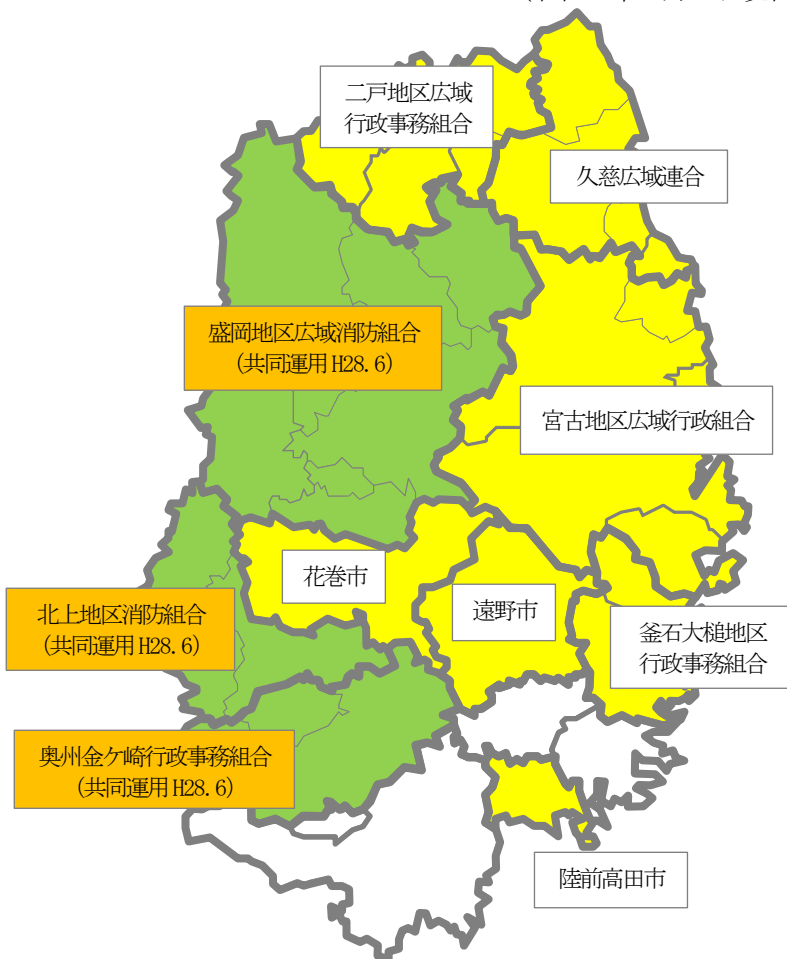 二戸地区広域
行政事務組合
久慈広域連合
盛岡地区広域消防組合
(共同運用 H28.6)
宮古地区広域行政組合
花巻市
遠野市
北上地区消防組合
(共同運用 H28.6)
釜石大槌地区
行政事務組合
奥州金ケ崎行政事務組合
(共同運用 H28.6)
陸前高田市